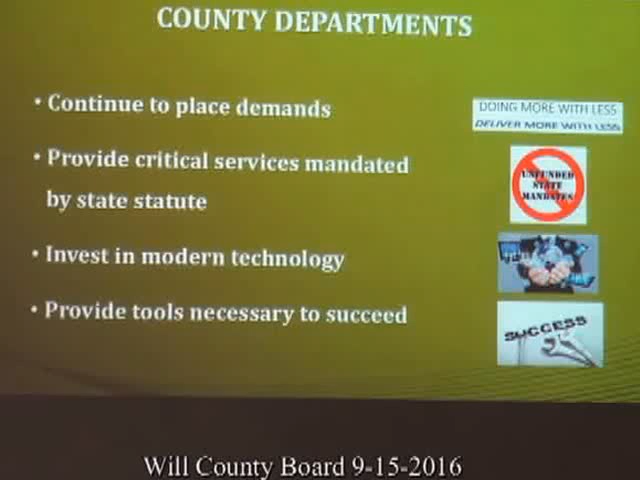 COUNTY DEPARTMENTS
• Continue to place demands
DOING MORE WITH LESS
DELIVER MORE WITH LESS
• Provide critical services mandated
by state statute
UNFUNDED
STATE
MANDATES
• Invest in modern technology
• Provide tools necessary to succeed
SUCCESS
Will County Board 9-15-2016